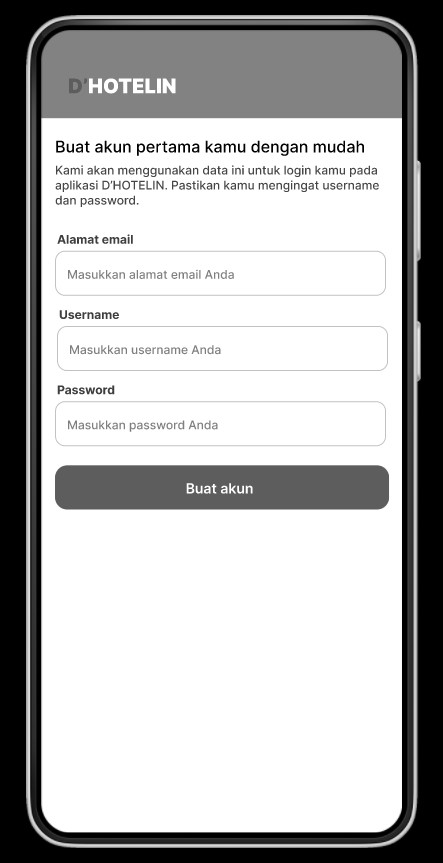 D'HOTELIN
Buat akun pertama kamu dengan mudah
Kami akan menggunakan data ini untuk login kamu pada
aplikasi D'HOTELIN. Pastikan kamu mengingat username
dan password.
Alamat email
Masukkan alamat email Anda
Username
Masukkan username Anda
Password
Masukkan password Anda
Buat akun